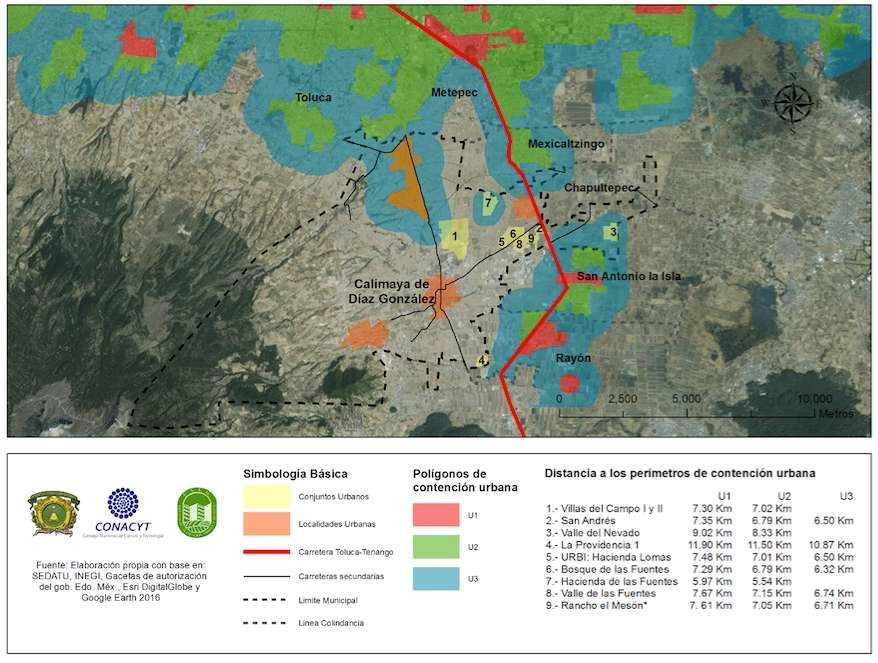 N
W
E
S
Toluca
Metepec
Mexicaltzingo
Chapultepec
7
3
1
6
2
5
8
9
San Antonio la Isla
Calimaya de
Díaz González
4
Rayón
0 2,500 5,000 10,000
Metros
CONACYT
Consejo Nacional de Ciencia y Tecnología
Fuente: Elaboración propia con base en:
SEDATU, INEGI, Gacetas de autorización
del gob. Edo. Méx., Esri DigitalGlobe y
Google Earth 2016
Simbología Básica
Conjuntos Urbanos
Localidades Urbanas
Carretera Toluca-Tenango
Carreteras secundarias
Limite Municipal
Linea Colindancia
Polígonos de
contención urbana
U1
U2
U3
Distancia a los perímetros de contención urbana
U1 U2 U3
1.- Villas del Campo I y II 7.30 Km 7.02 Km
2.- San Andrés 7.35 Km 6.79 Km 6.50 Km
3.- Valle del Nevado 9.02 Km 8.33 Km
4.- La Providencia 1 11.90 Km 11.50 Km 10.87 Km
5.- URBI: Hacienda Lomas 7.48 Km 7.01 Km 6.50 Km
6.- Bosque de las Fuentes 7.29 Km 6.79 Km 6.32 Km
7.- Hacienda de las Fuentes 5.97 Km 5.54 Km
8.- Valle de las Fuentes 7.67 Km 7.15 Km 6.74 Km
9.- Rancho el Mesón* 7. 61 Km 7.05 Km 6.71 Km